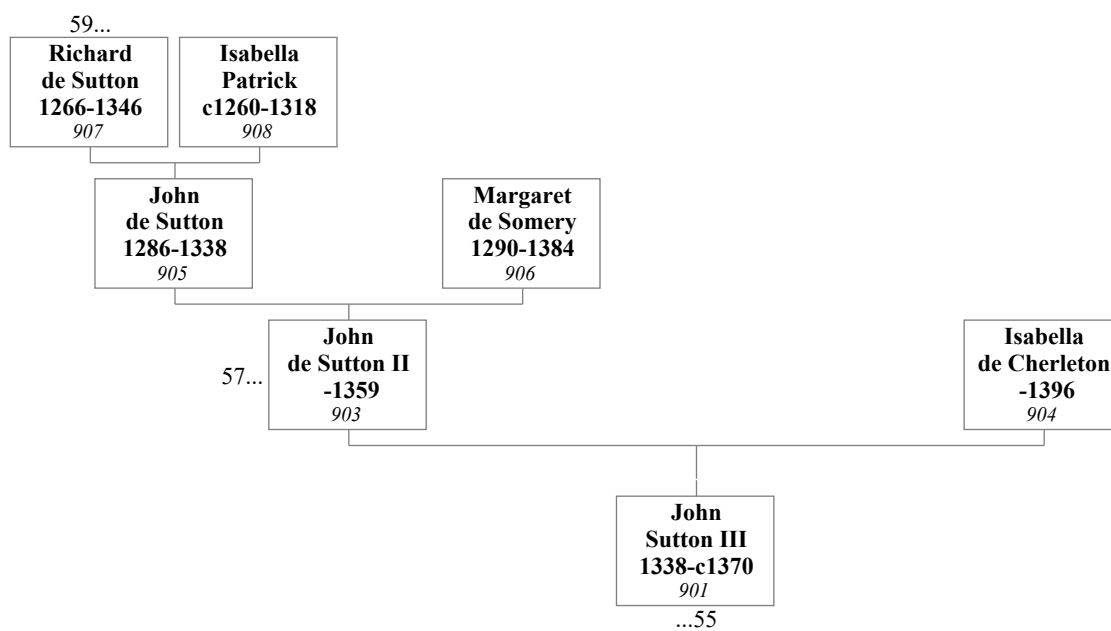 59...
Richard
de Sutton
1266-1346
907
Isabella
Patrick
c1260-1318
908
John
de Sutton
1286-1338
905
Margaret
de Somery
1290-1384
906
57...
John
de Sutton II
-1359
903
Isabella
de Cherleton
-1396
904
John
Sutton III
1338-c1370
901
...55